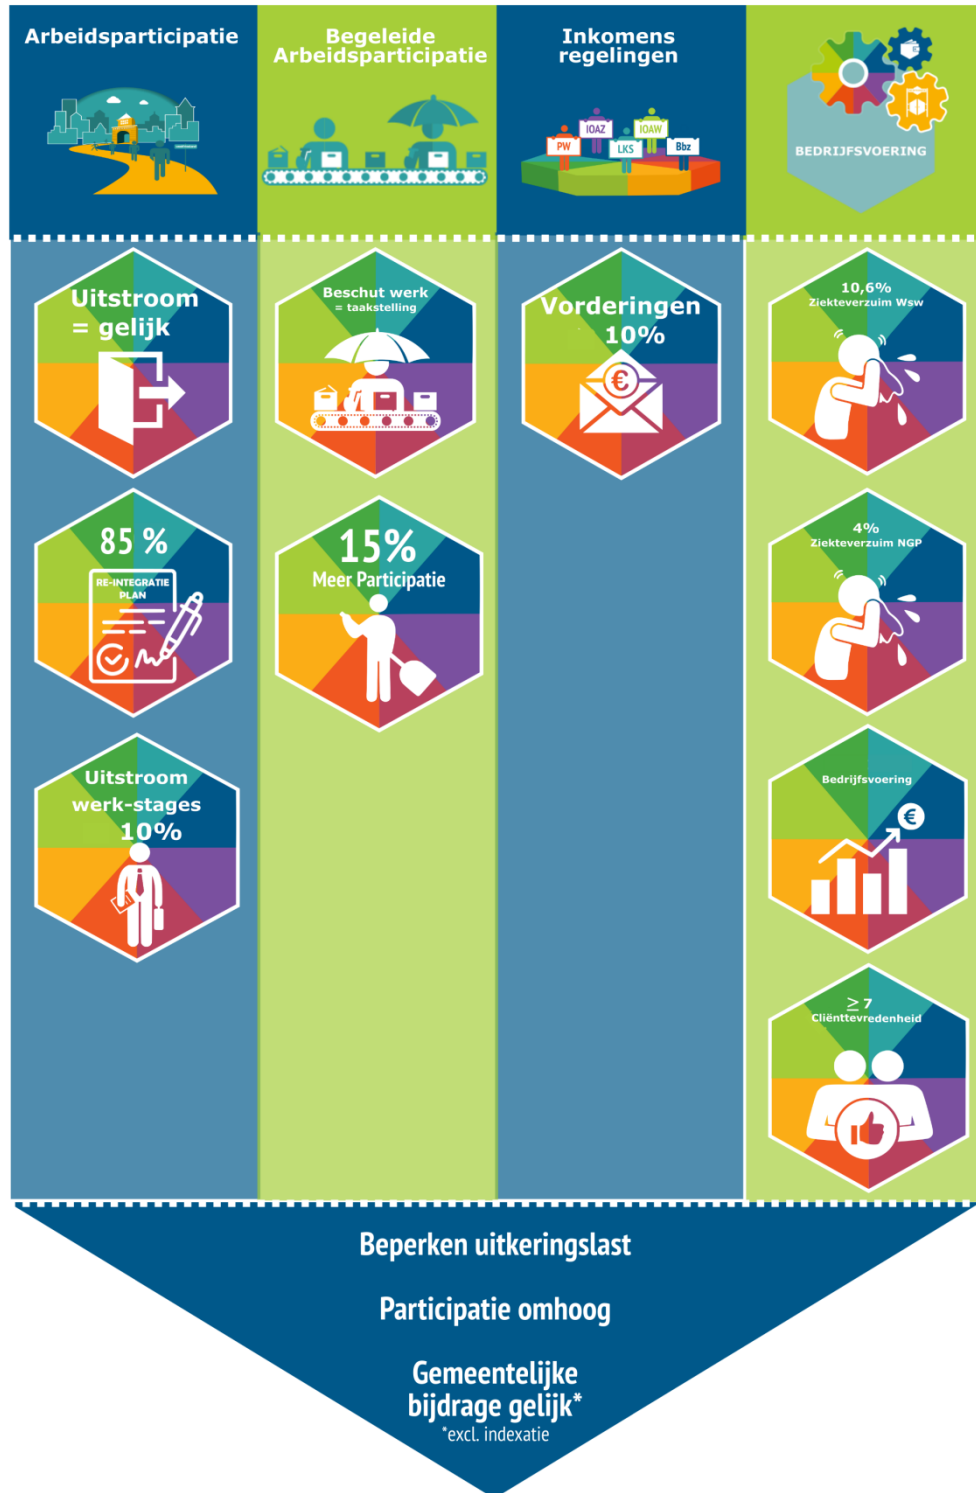 Arbeidsparticipatie
Begeleide
Arbeidsparticipatie
Inkomens
regelingen
PW
IOAZ
LKS
IOAW
Bbz
BEDRIJFSVOERING
Uitstroom
= gelijk
85 %
RE-INTEGRATIE
PLAN
Uitstroom
werk-stages
10%
Beschut werk
= taakstelling
15%
Meer Participatie
Vorderingen
10%
€
10,6%
Ziekteverzuim Wsw
4%
Ziekteverzuim NGP
Bedrijfsvoering
€
≥ 7
Cliënttevredenheid
Beperken uitkeringslast
Participatie omhoog
Gemeentelijke
bijdrage gelijk*
*excl. indexatie